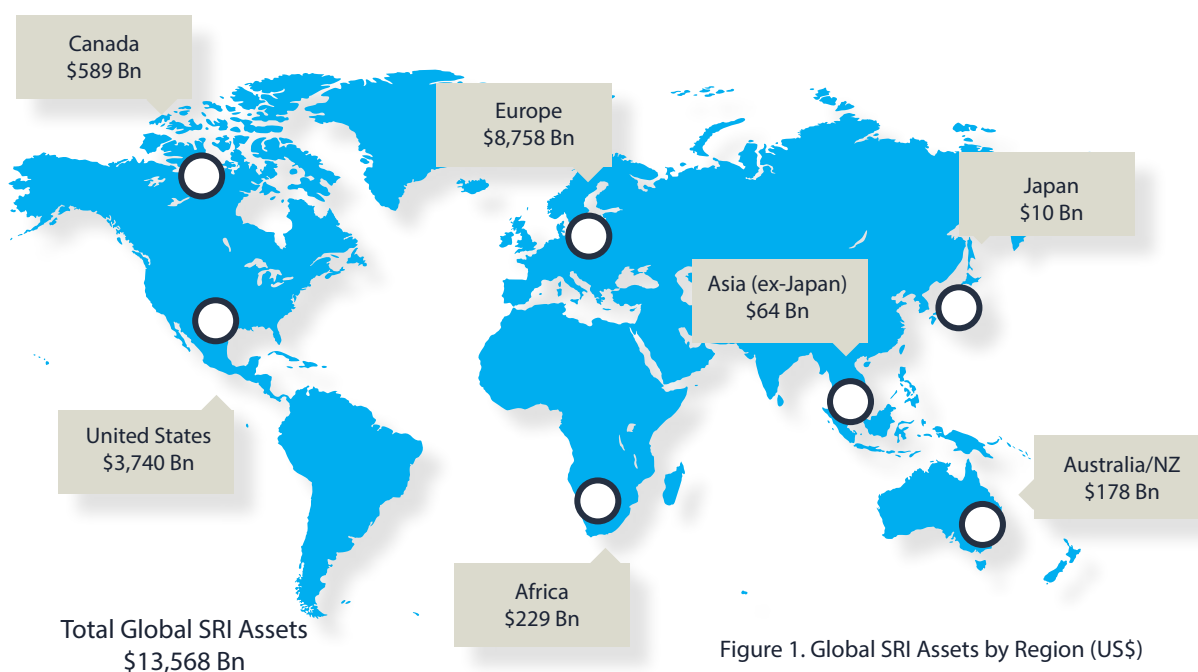 Canada
$589 Bn
Europe
$8,758 Bn
Japan
$10 Bn
Asia (ex-Japan)
$64 Bn
United States
$3,740 Bn
Australia/NZ
$178 Bn
Africa
$229 Bn
Total Global SRI Assets
$13,568 Bn
Figure 1. Global SRI Assets by Region (US$)